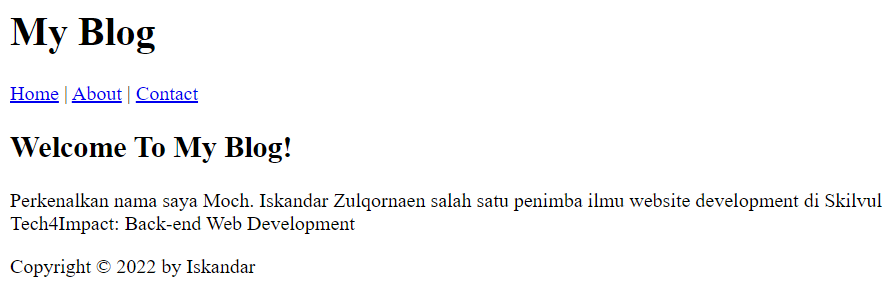 My Blog
Home | About | Contact
Welcome To My Blog!
Perkenalkan nama saya Moch. Iskandar Zulqornaen salah satu penimba ilmu website development di Skilvul
Tech4Impact: Back-end Web Development
Copyright © 2022 by Iskandar